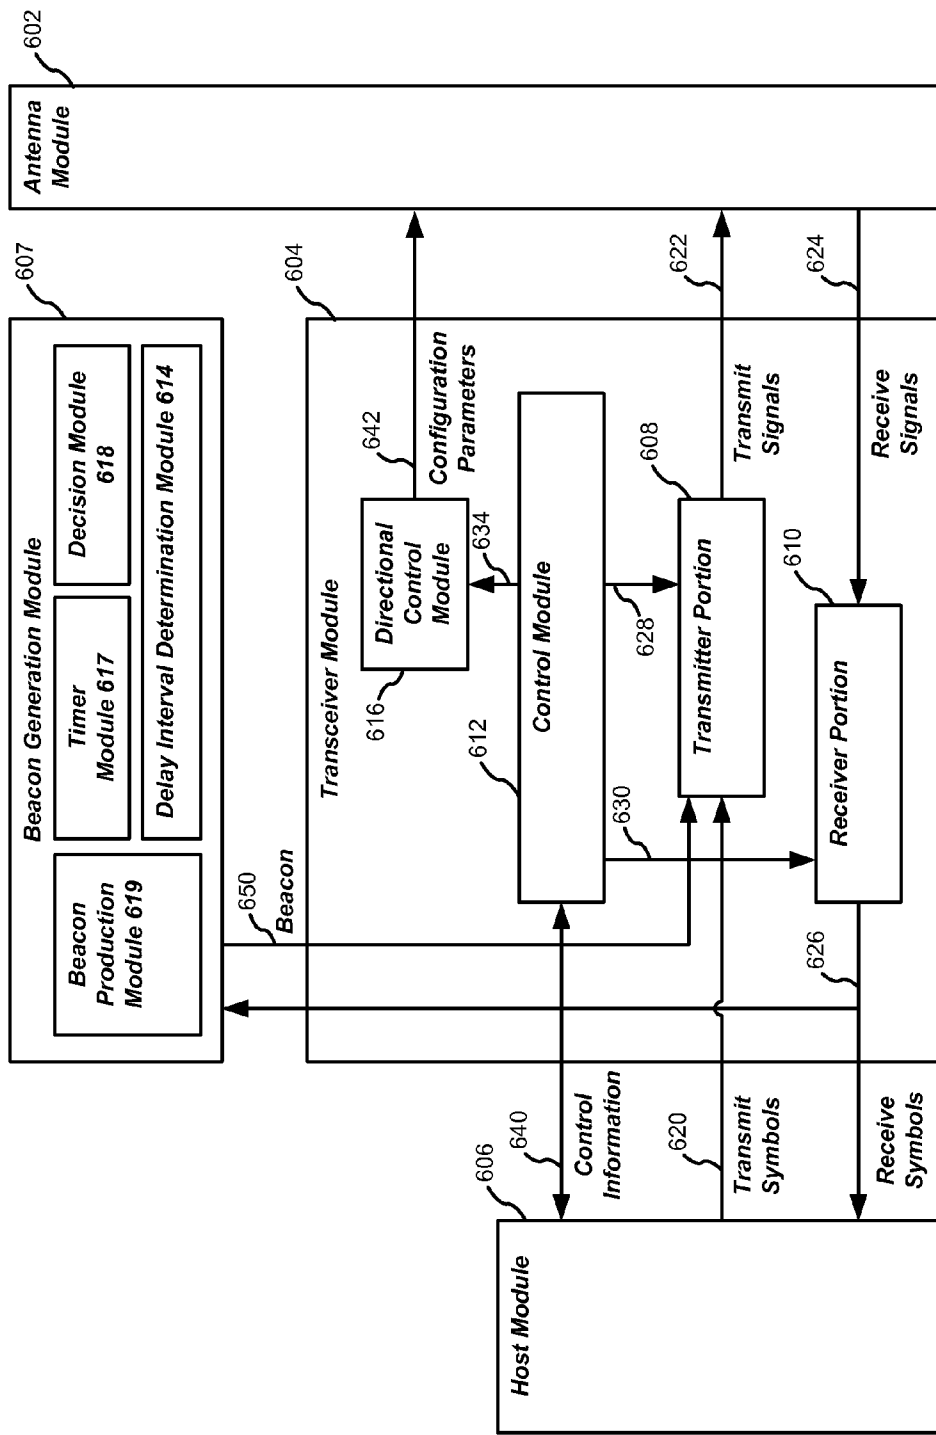 Antenna
Module
602
Beacon Generation Module
607
Beacon
Production
Module 619
Timer
Module 617
Decision Module
618
Delay Interval Determination Module 614
650
Beacon
Transceiver Module
604
616
Directional
Control
Module
642
Configuration
Parameters
634
612
Control Module
630
628
608
Transmitter Portion
622
Transmit
Signals
610
Receiver Portion
624
Receive
Signals
626
606
Host Module
640
Control
Information
620
Transmit
Symbols
Receive
Symbols